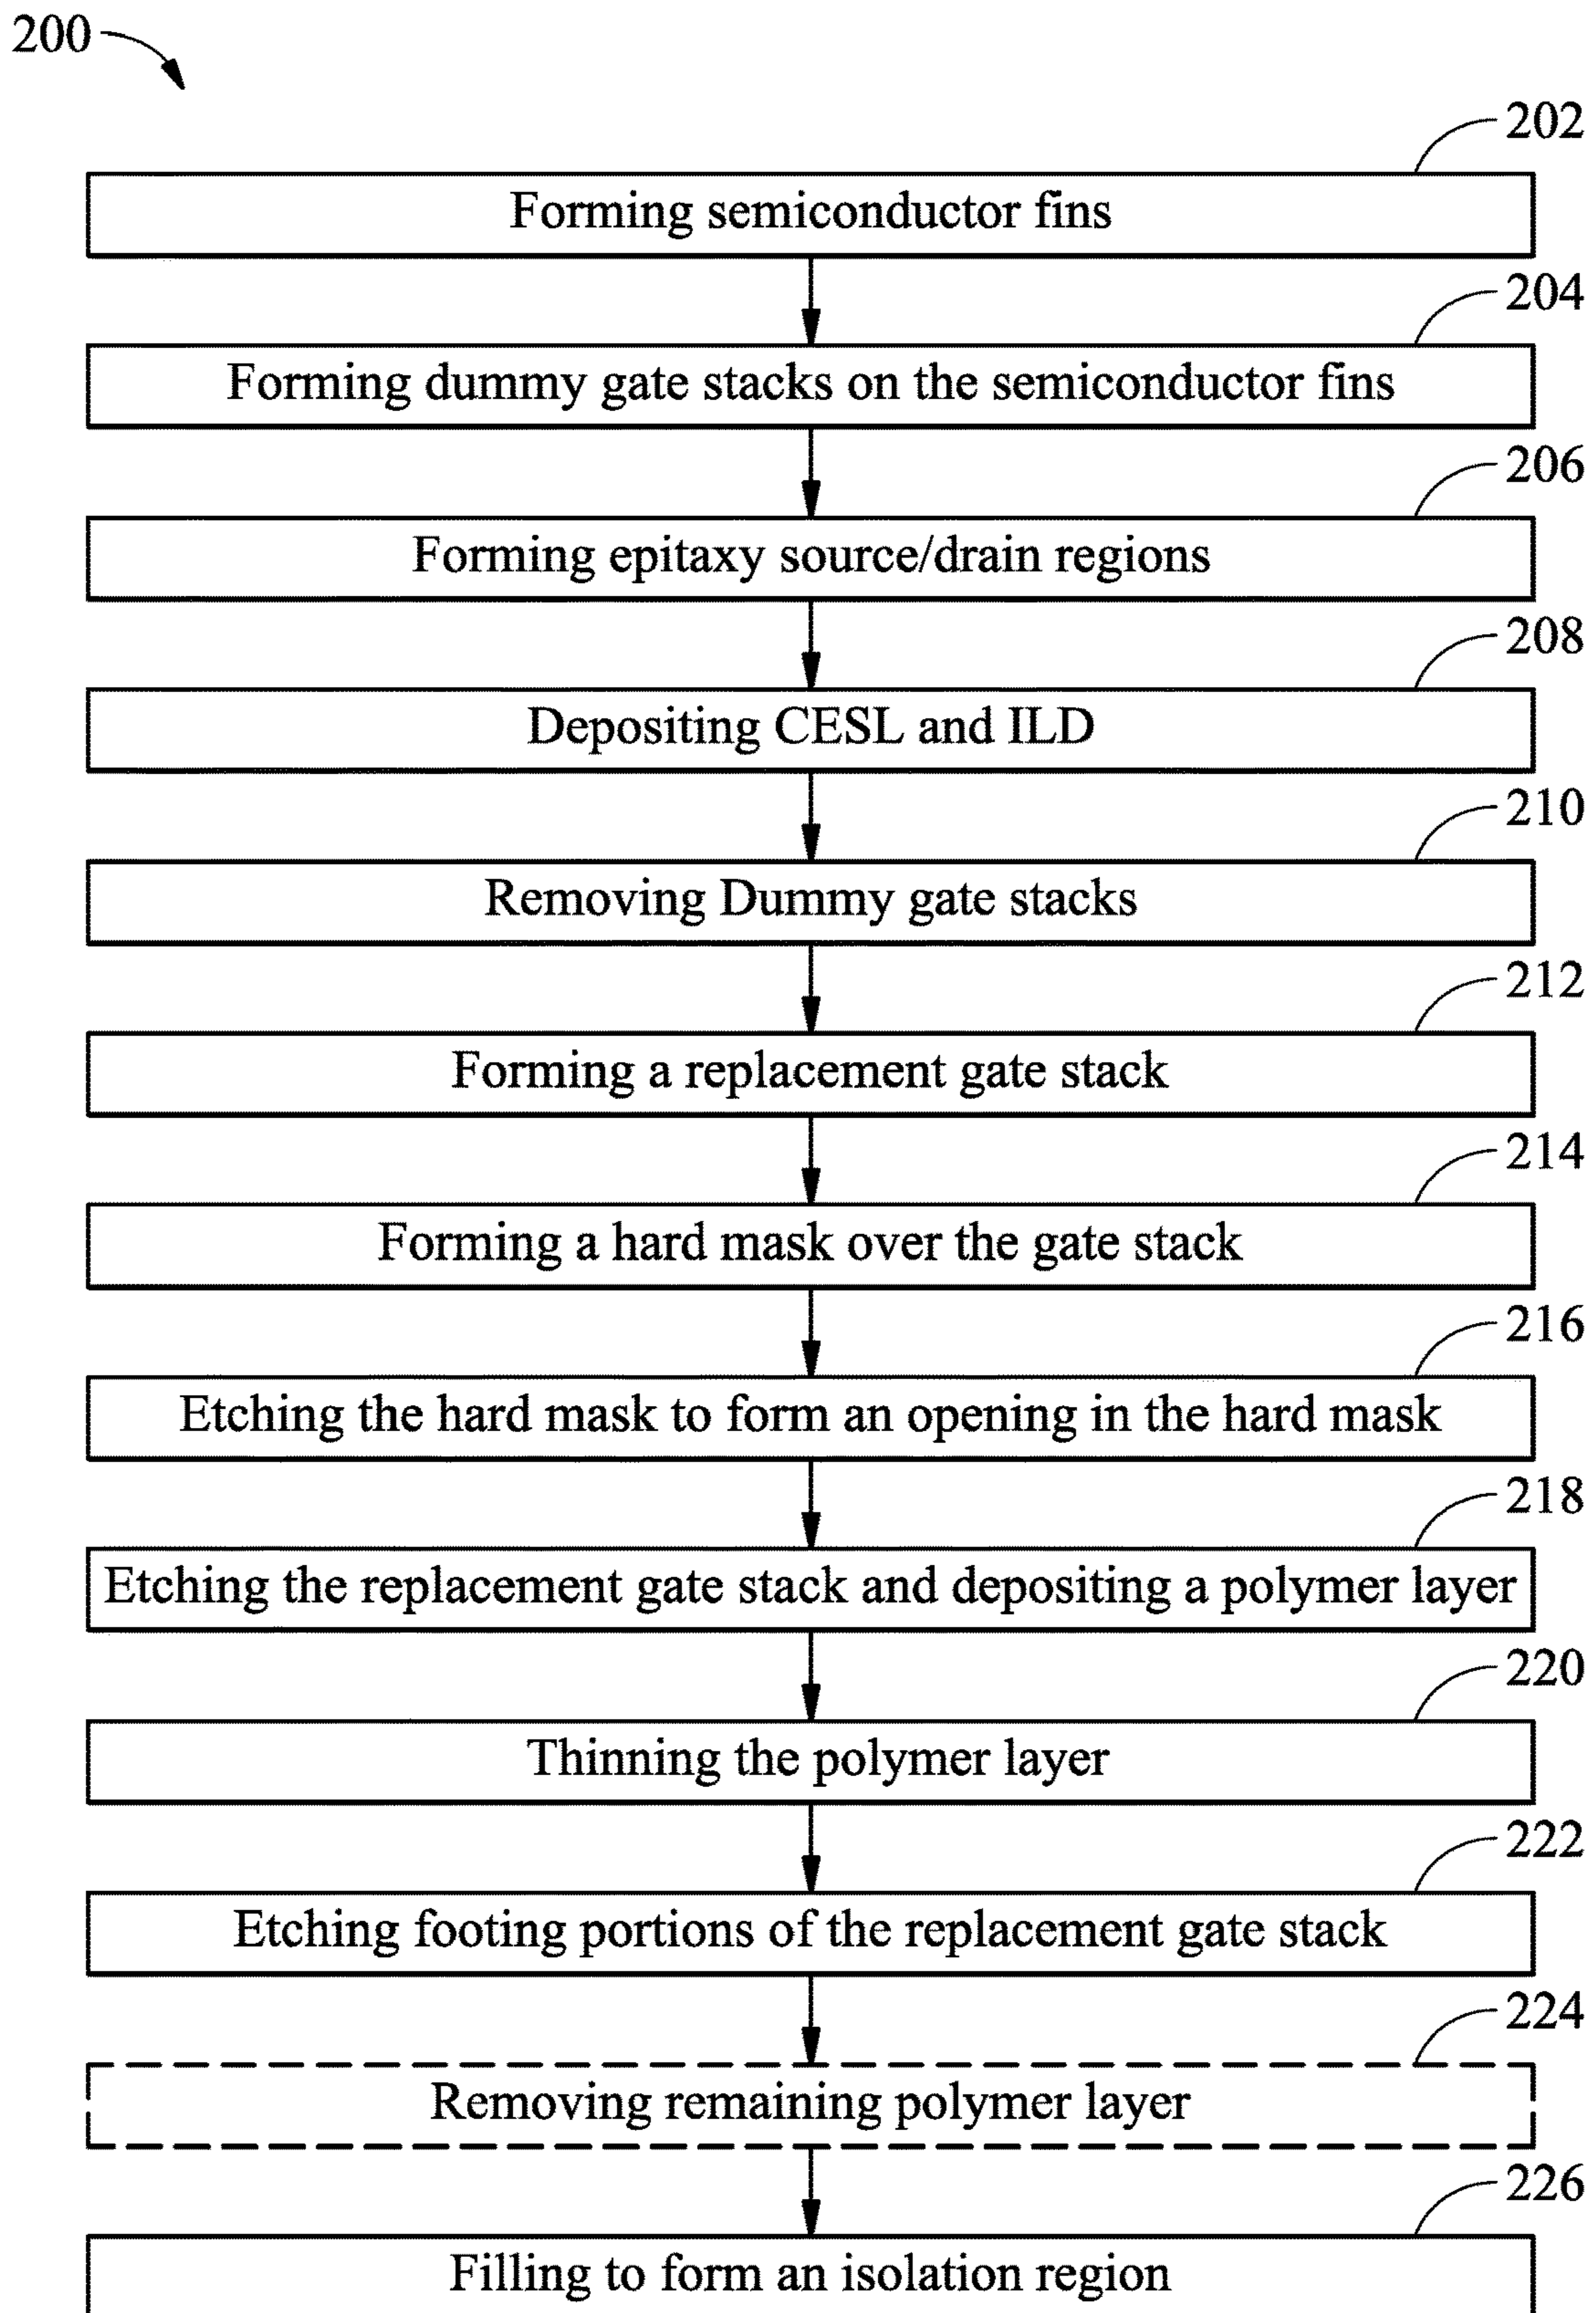 200
202
Forming semiconductor fins
204
Forming dummy gate stacks on the semiconductor fins
206
Forming epitaxy source/drain regions
208
Depositing CESL and ILD
210
Removing Dummy gate stacks
212
Forming a replacement gate stack
214
Forming a hard mask over the gate stack
216
Etching the hard mask to form an opening in the hard mask
218
Etching the replacement gate stack and depositing a polymer layer
220
Thinning the polymer layer
222
Etching footing portions of the replacement gate stack
224
Removing remaining polymer layer
226
Filling to form an isolation region